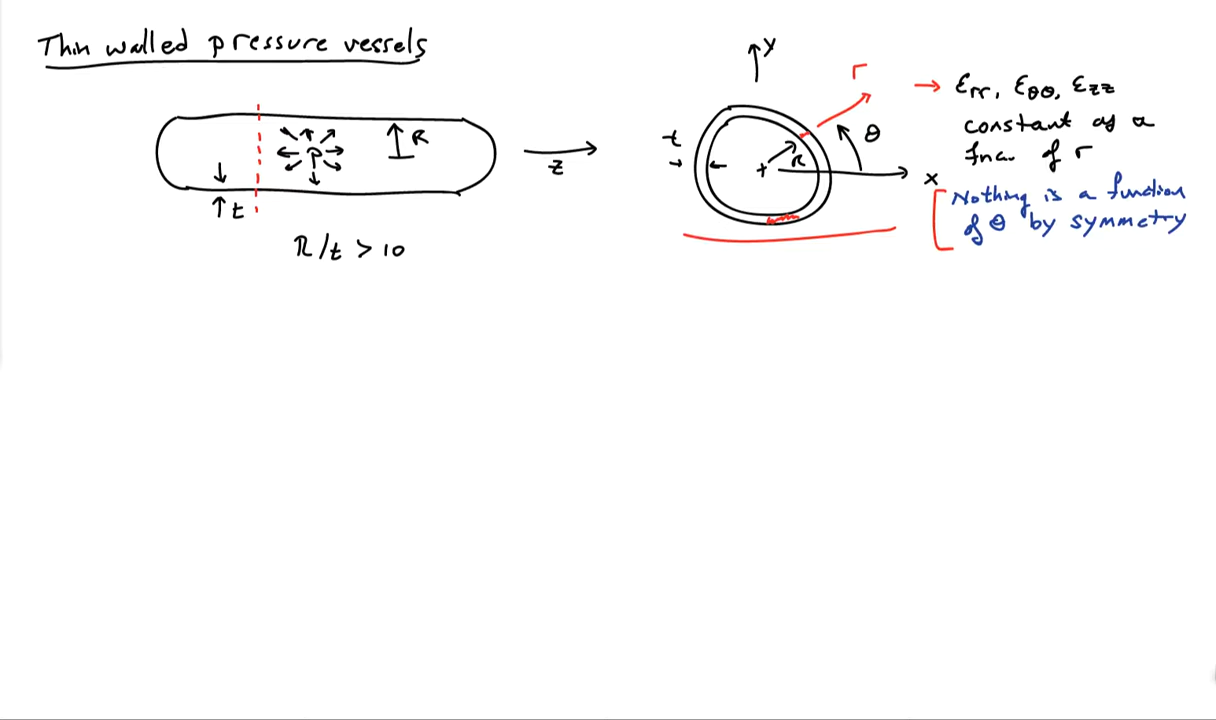 Thin walled pressure vessels
R
P
t
z
R/t > 10
y
r
t
θ
R
x
→ εrr, εθθ, εzz
constant as a
fnc. of r
Nothing is a function
of θ by symmetry